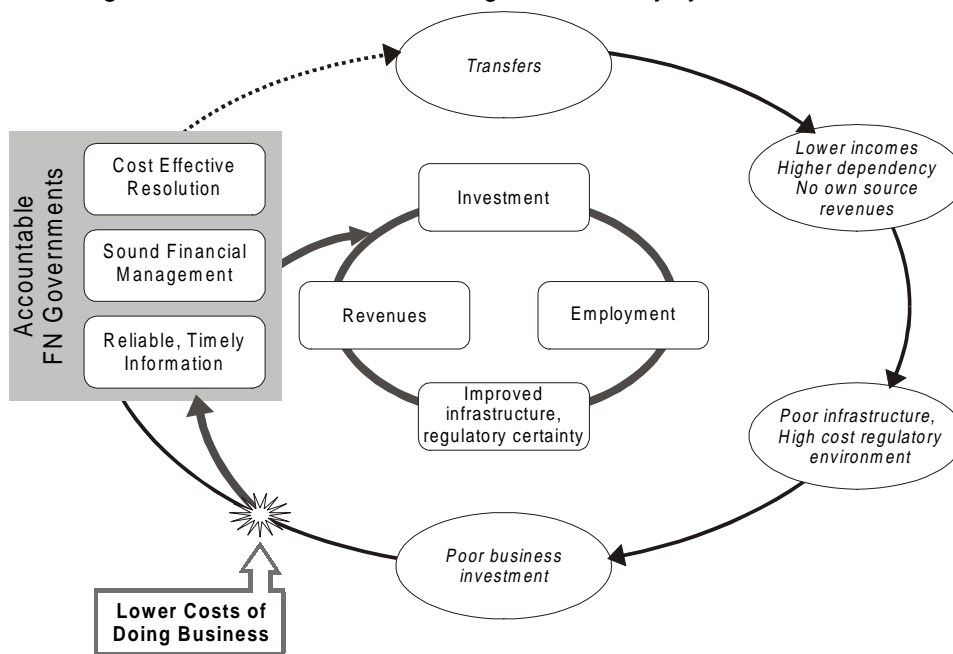 Transfers
Lower incomes
Higher dependency
No own source
revenues
Poor infrastructure,
High cost regulatory
environment
Poor business
investment
Lower Costs of
Doing Business
Accountable
FN Governments
Cost Effective
Resolution
Sound Financial
Management
Reliable, Timely
Information
Investment
Employment
Improved
infrastructure,
regulatory certainty
Revenues